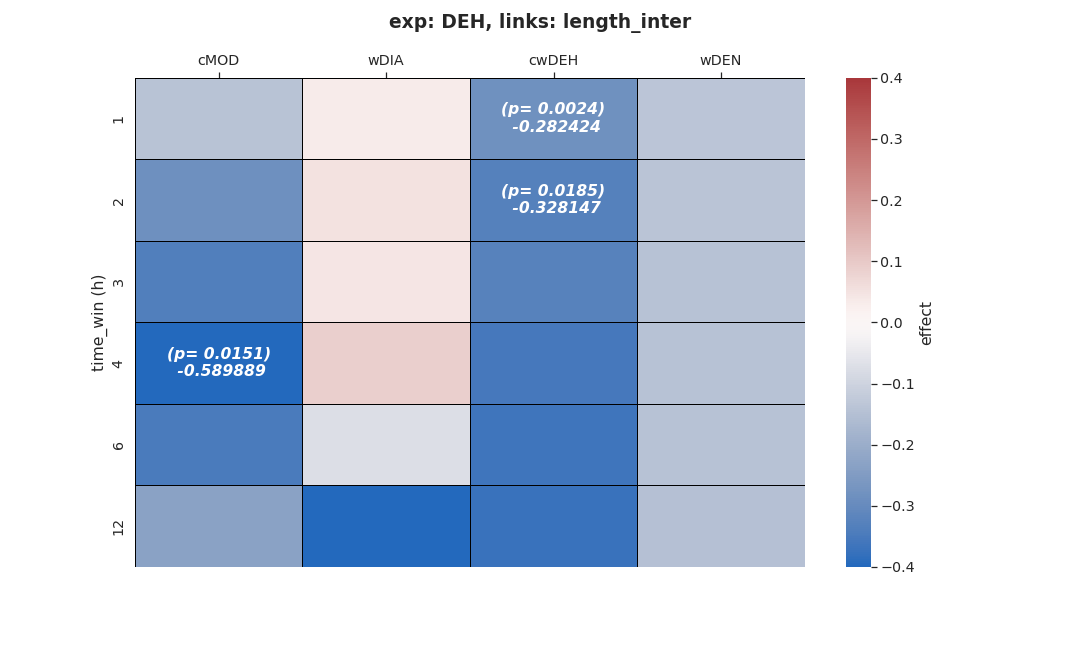 exp: DEH, links: length_inter
cMOD wDIA cwDEH wDEN
time_win (h)
1
2
3
4
6
12
(p= 0.0024)
-0.282424
(p= 0.0185)
-0.328147
(p= 0.0151)
-0.589889
0.4
0.3
0.2
0.1
0.0
−0.1
−0.2
−0.3
−0.4
effect